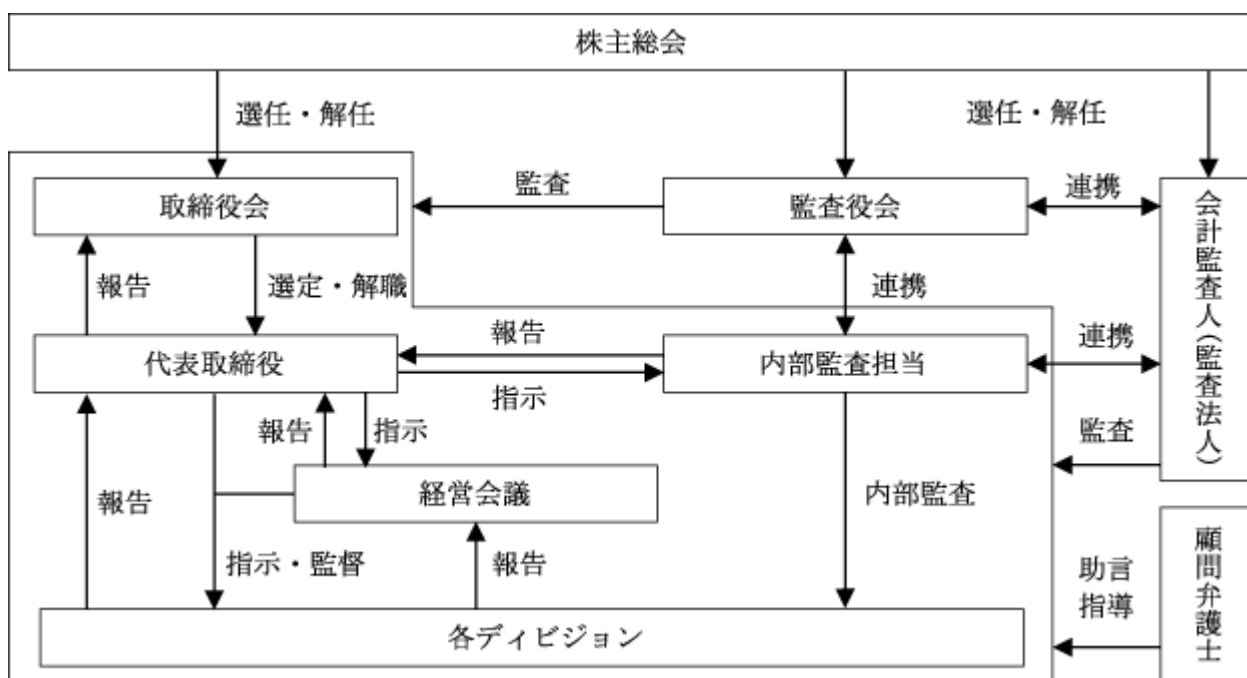 株主総会
選任・解任
選任・解任
取締役会
監査
監査役会
連携
会計監査人(監査法人)
報告
選定・解職
連携
代表取締役
報告
指示
内部監査担当
連携
報告
指示
監査
経営会議
報告
内部監査
指示・監督
報告
助言
指導
顧問弁護士
各ディビジョン